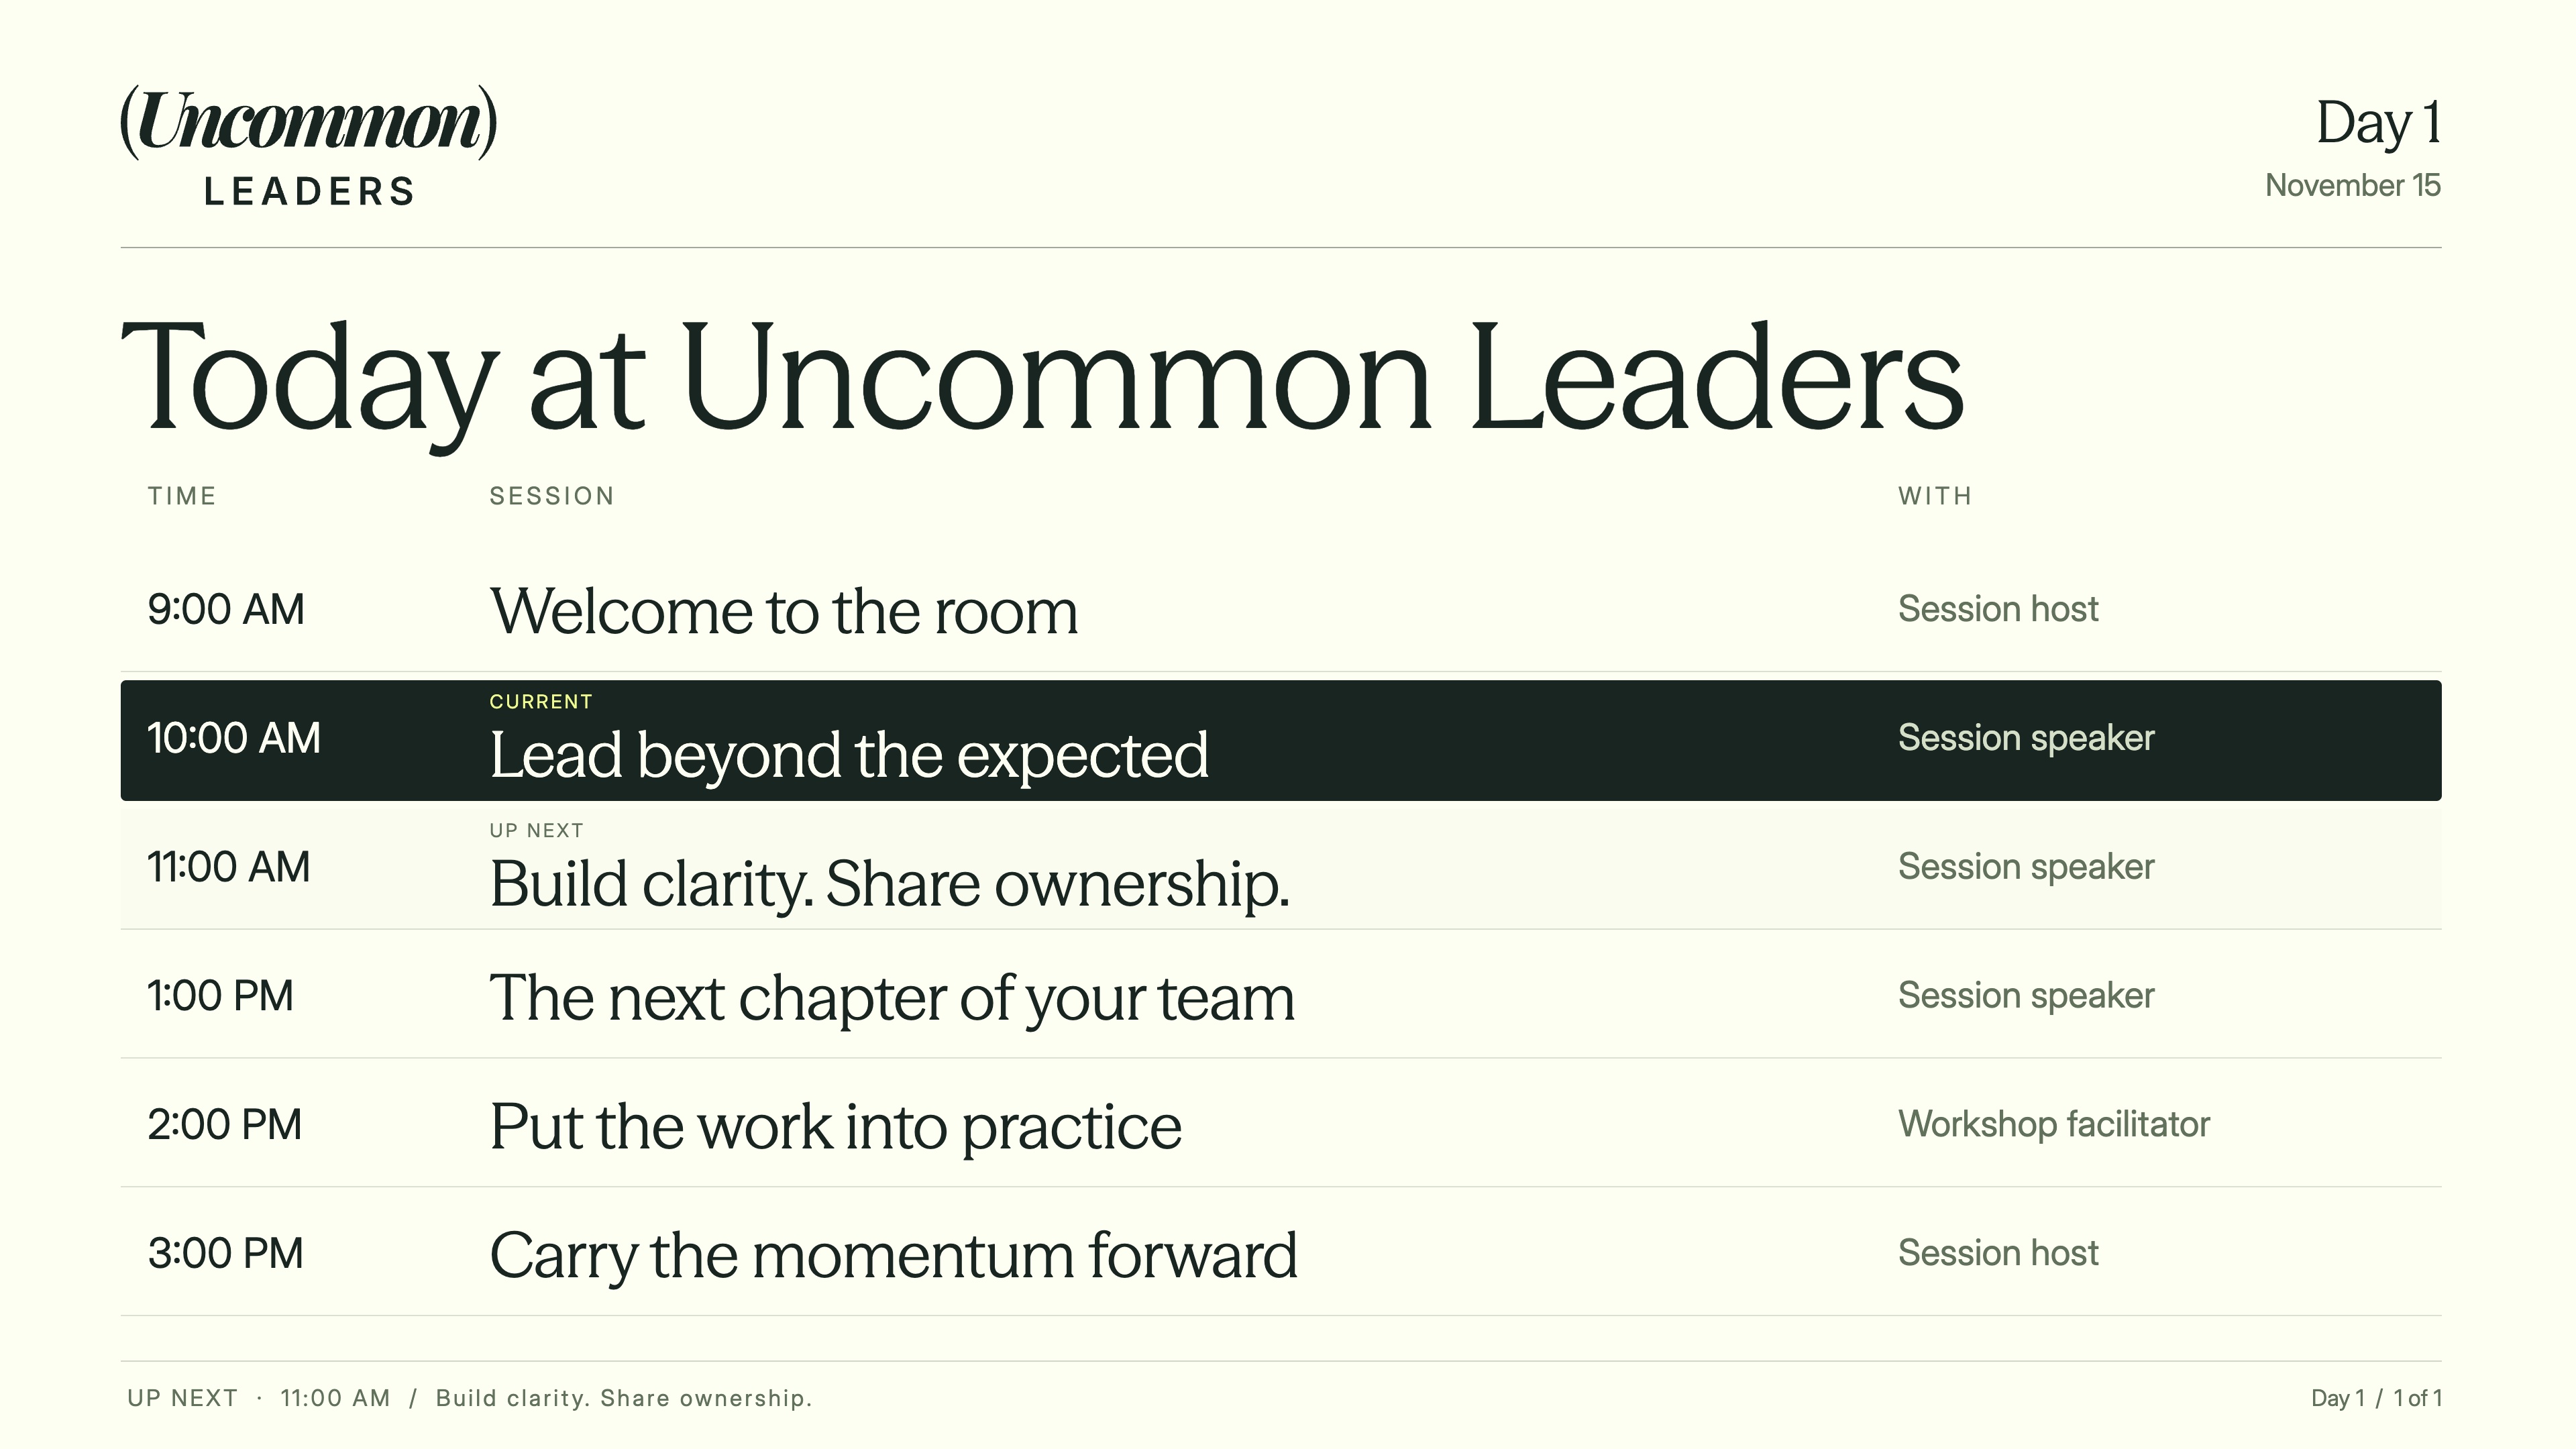 (Uncommon)
LEADERS
Day 1
November 15
Today at Uncommon Leaders
TIME SESSION WITH
9:00 AM Welcome to the room Session host
CURRENT
10:00 AM Lead beyond the expected Session speaker
UP NEXT
11:00 AM Build clarity. Share ownership. Session speaker
1:00 PM The next chapter of your team Session speaker
2:00 PM Put the work into practice Workshop facilitator
3:00 PM Carry the momentum forward Session host
UP NEXT · 11:00 AM / Build clarity. Share ownership. Day 1 / 1 of 1